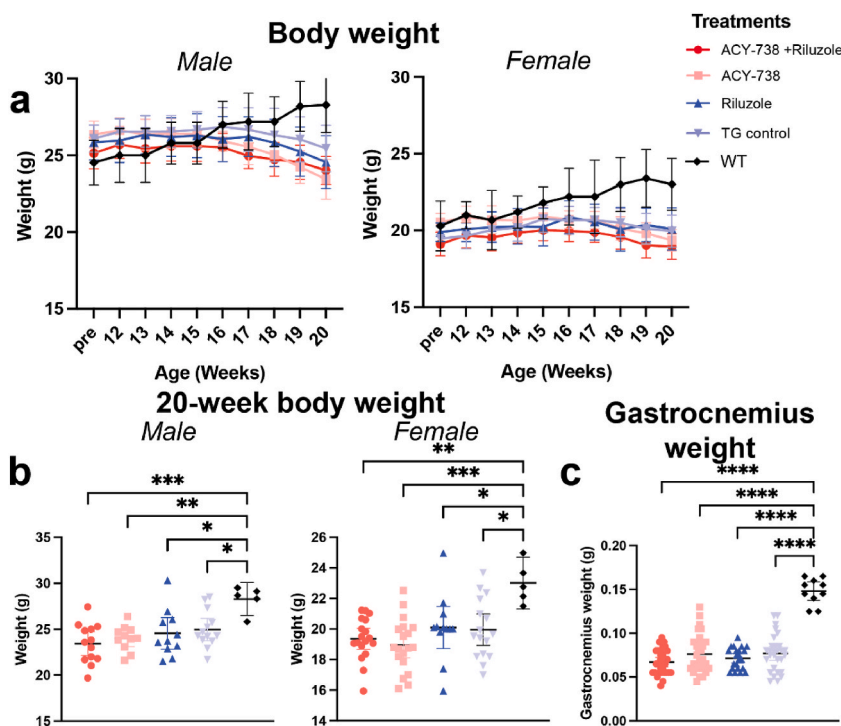 Body weight
Treatments
ACY-738 +Riluzole
ACY-738
Riluzole
TG control
WT
Male
Female
a
Weight (g)
30
25
20
15
pre 12 13 14 15 16 17 18 19 20
Age (Weeks)
Weight (g)
30
25
20
15
pre 12 13 14 15 16 17 18 19 20
Age (Weeks)
20-week body weight
Male
Female
Gastrocnemius
weight
b
***
**
*
*
Weight (g)
35
30
25
20
15
**
***
*
*
Weight (g)
26
24
22
20
18
16
14
c
****
****
****
****
Gastrocnemius weight (g)
0.20
0.15
0.10
0.05
0.00